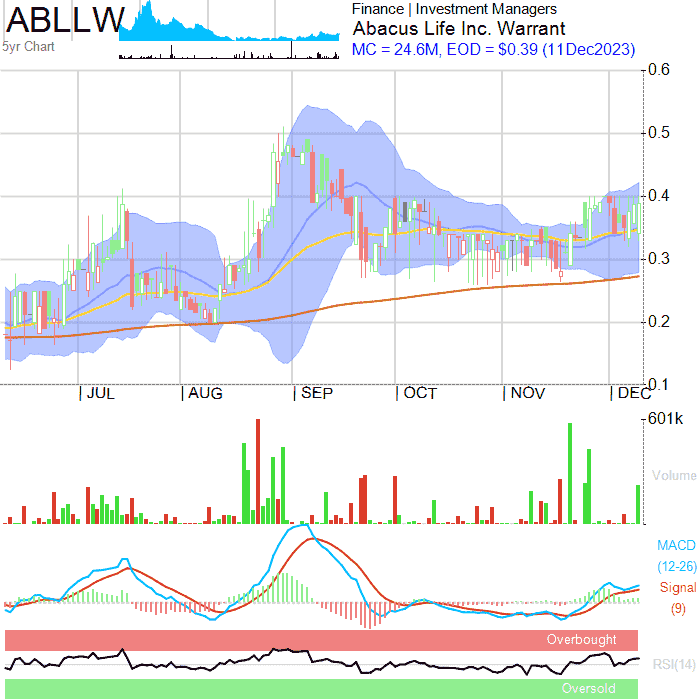 ABLLW
5yr Chart
Finance | Investment Managers
Abacus Life Inc. Warrant
MC = 24.6M, EOD = $0.39 (11Dec2023)
0.6
0.5
0.4
0.3
0.2
0.1
| JUL | AUG | SEP | OCT | NOV | DEC
601k
Volume
MACD
(12-26)
Signal
(9)
Overbought
RSI(14)
Oversold